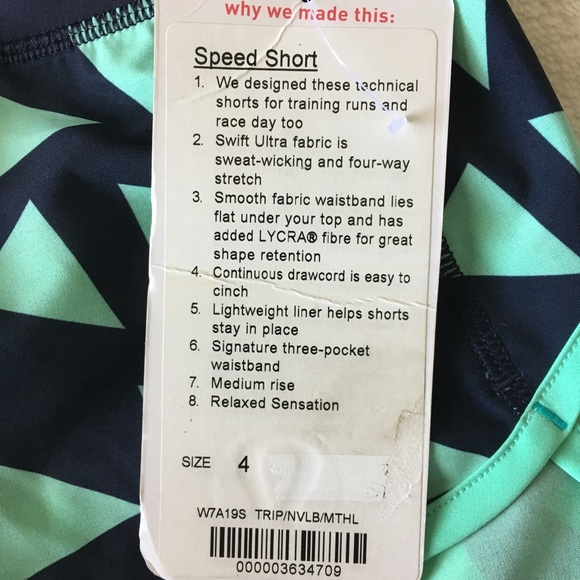 why we made this:
Speed Short
1. We designed these technical
shorts for training runs and
race day too
2. Swift Ultra fabric is
sweat-wicking and four-way
stretch
3. Smooth fabric waistband lies
flat under your top and has
added LYCRA® fibre for great
shape retention
4. Continuous drawcord is easy to
cinch
5. Lightweight liner helps shorts
stay in place
6. Signature three-pocket
waistband
7. Medium rise
8. Relaxed Sensation
SIZE 4
W7A19S TRIP/NVLB/MTHL
000003634709